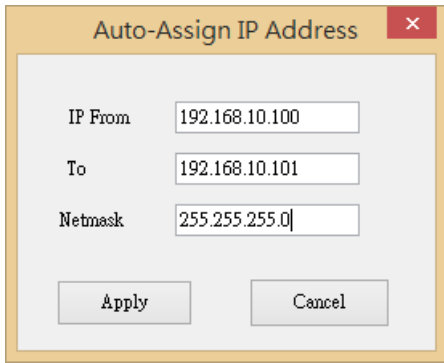 Auto-Assign IP Address
IP From 192.168.10.100
To 192.168.10.101
Netmask 255.255.255.0
Apply Cancel